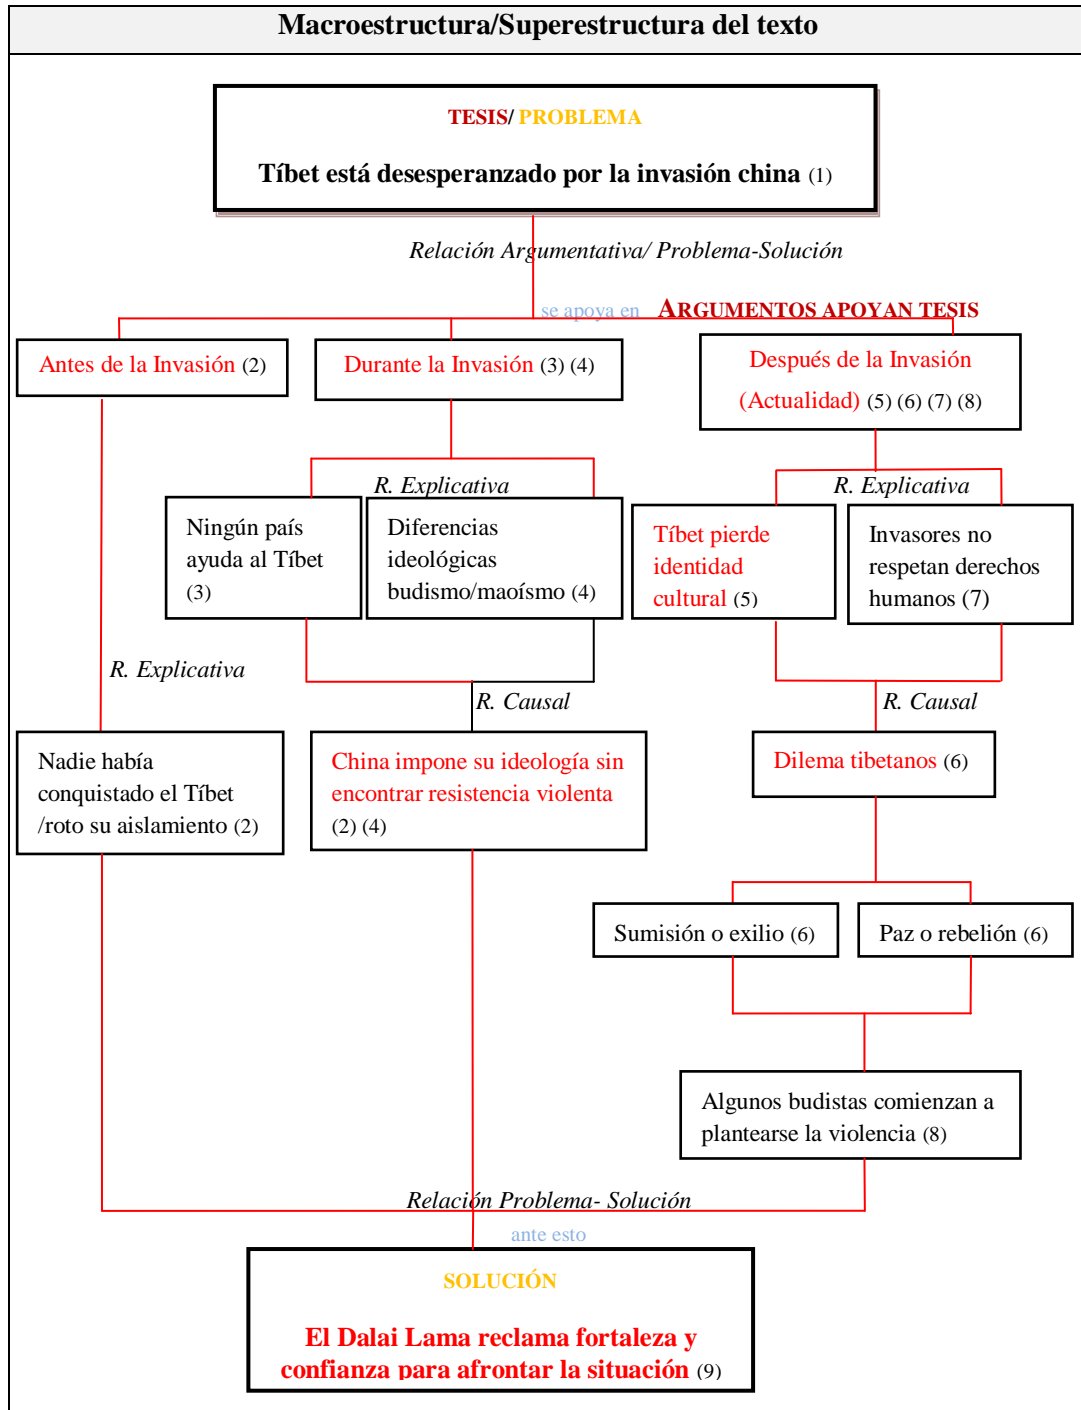 Macroestructura/Superestructura del texto
TESIS/ PROBLEMA
Tíbet está desesperanzado por la invasión china (1)
Relación Argumentativa/ Problema-Solución
se apoya en ARGUMENTOS APOYAN TESIS
Antes de la Invasión (2)
Durante la Invasión (3) (4)
Después de la Invasión
(Actualidad) (5) (6) (7) (8)
R. Explicativa
R. Explicativa
Ningún país
ayuda al Tíbet
(3)
Diferencias
ideológicas
budismo/maoísmo (4)
Tíbet pierde
identidad
cultural (5)
Invasores no
respetan derechos
humanos (7)
R. Explicativa
R. Causal
R. Causal
Nadie había
conquistado el Tíbet
/roto su aislamiento (2)
China impone su ideología sin
encontrar resistencia violenta
(2) (4)
Dilema tibetanos (6)
Sumisión o exilio (6)
Paz o rebelión (6)
Algunos budistas comienzan a
plantearse la violencia (8)
Relación Problema- Solución
ante esto
SOLUCIÓN
El Dalai Lama reclama fortaleza y
confianza para afrontar la situación (9)